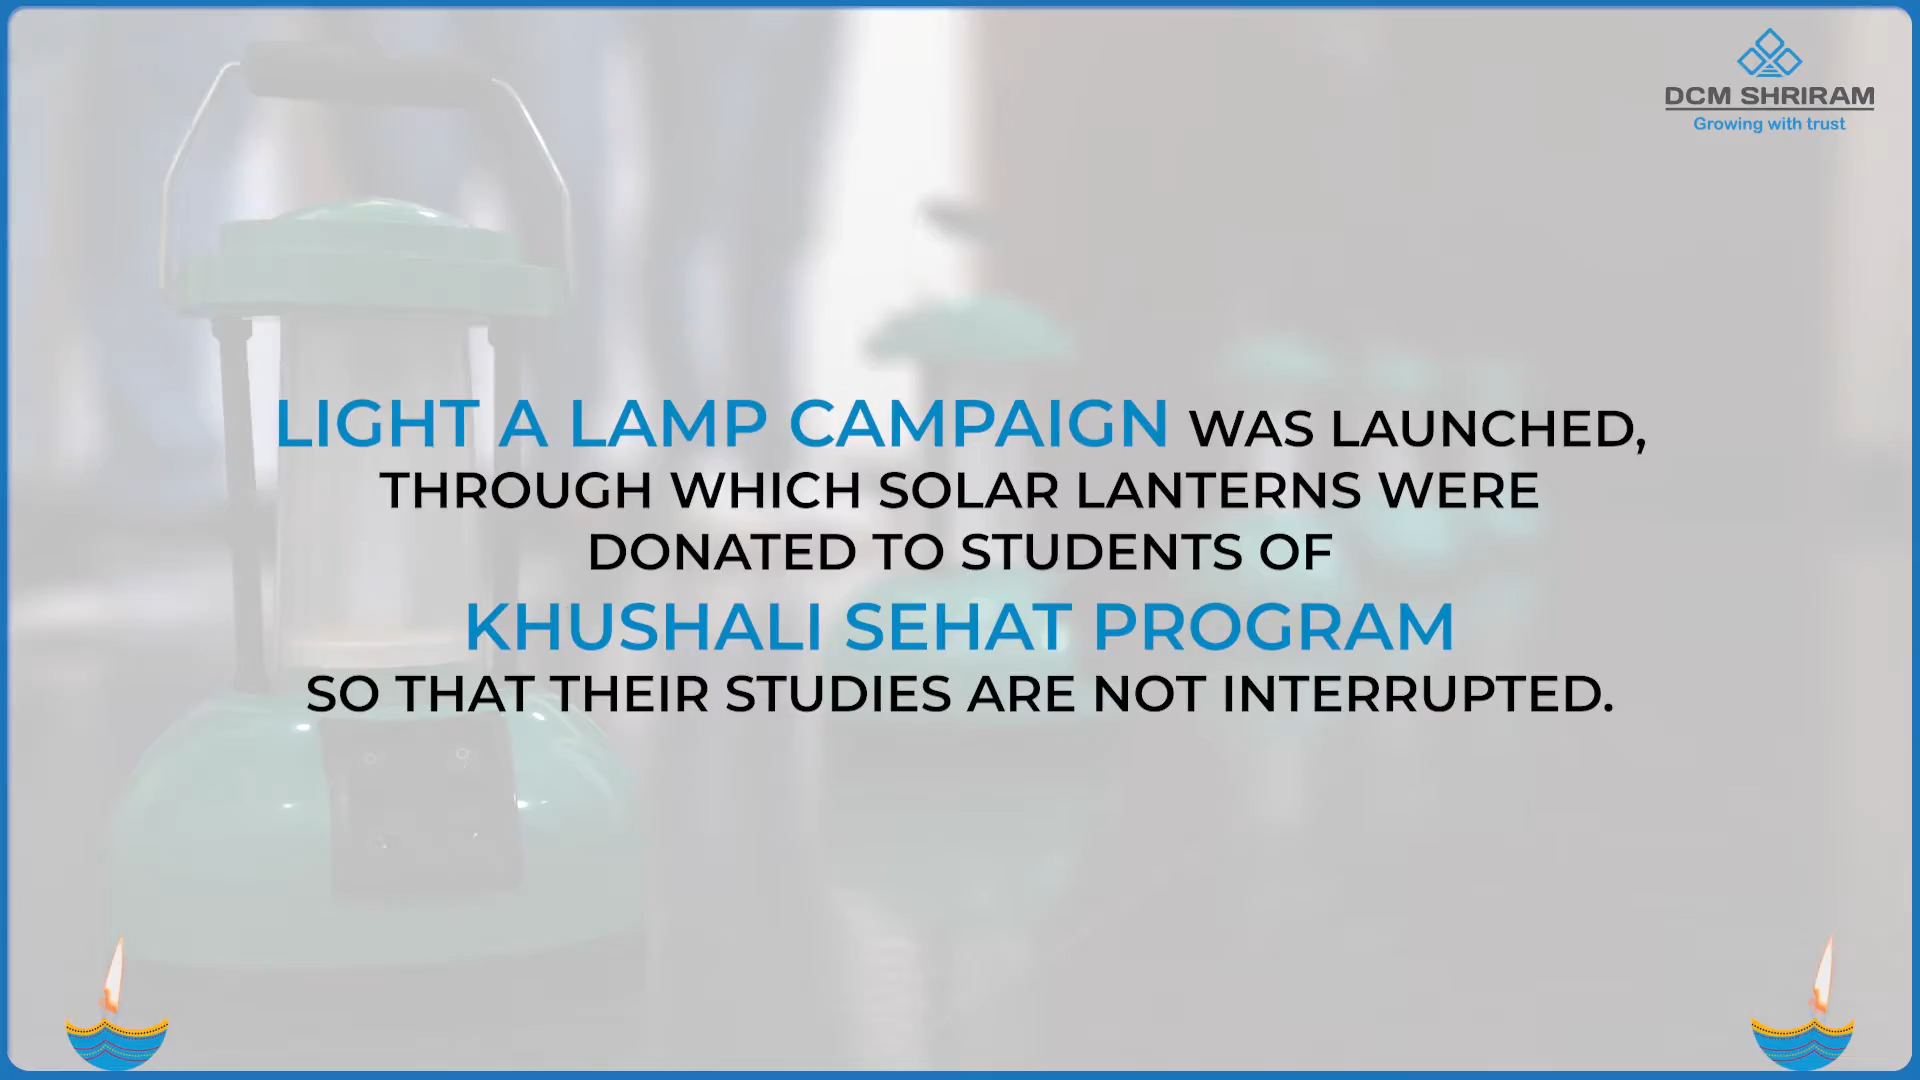 DCM SHRIRAM
Growing with trust
LIGHT A LAMP CAMPAIGN WAS LAUNCHED,
THROUGH WHICH SOLAR LANTERNS WERE
DONATED TO STUDENTS OF
KHUSHALI SEHAT PROGRAM
SO THAT THEIR STUDIES ARE NOT INTERRUPTED.